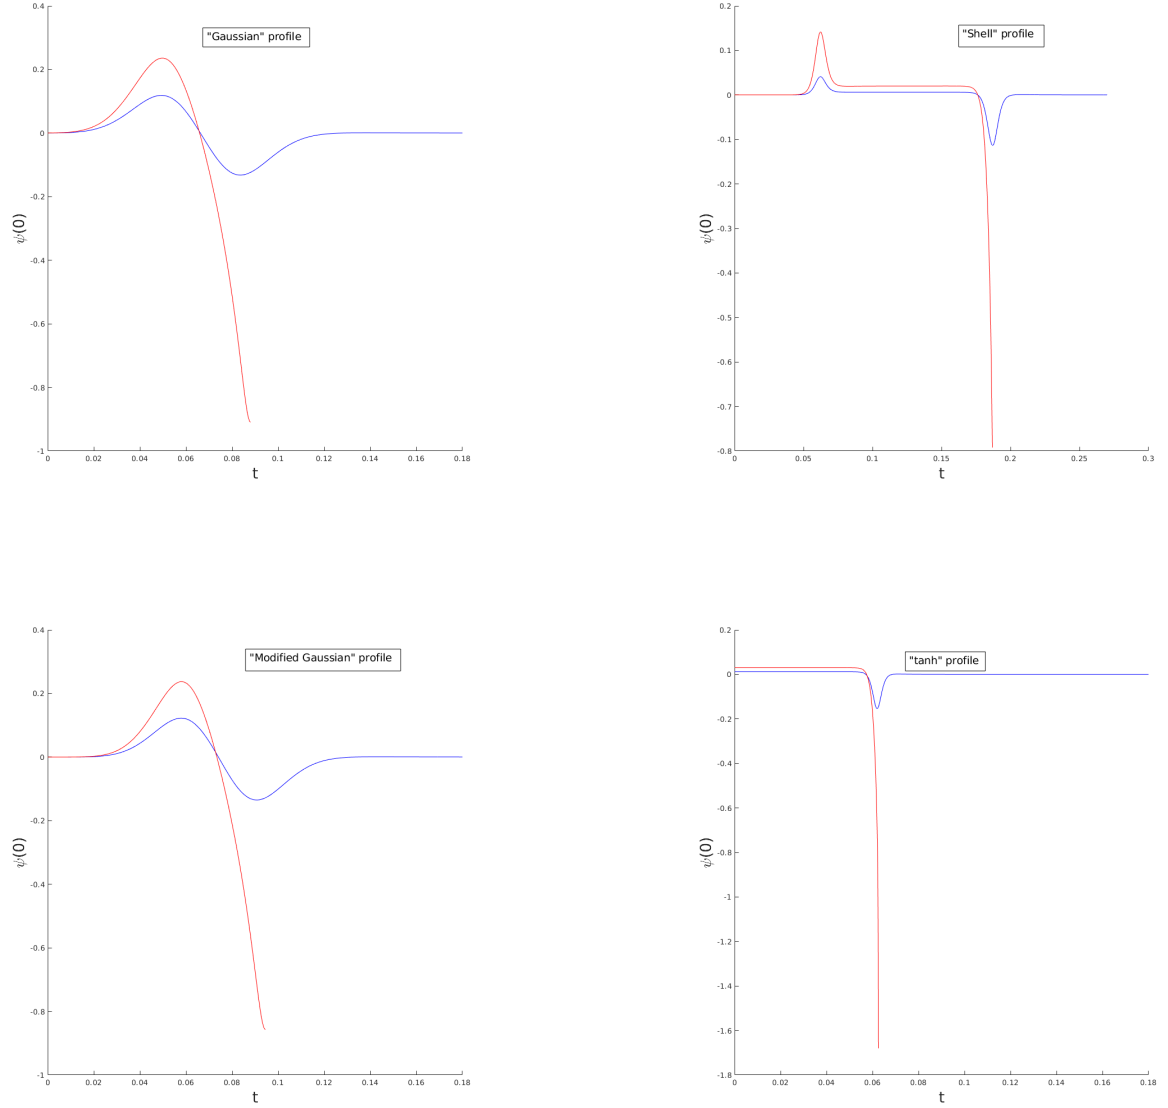 "Gaussian" profile
0.4
0.2
0
-0.2
-0.4
-0.6
-0.8
-1
ψ(0)
0 0.02 0.04 0.06 0.08 0.1 0.12 0.14 0.16 0.18
t
"Shell" profile
0.2
0.1
0
-0.1
-0.2
-0.3
-0.4
-0.5
-0.6
-0.7
-0.8
ψ(0)
0 0.05 0.1 0.15 0.2 0.25 0.3
t
"Modified Gaussian" profile
0.4
0.2
0
-0.2
-0.4
-0.6
-0.8
-1
ψ(0)
0 0.02 0.04 0.06 0.08 0.1 0.12 0.14 0.16 0.18
t
"tanh" profile
0.2
0
-0.2
-0.4
-0.6
-0.8
-1
-1.2
-1.4
-1.6
-1.8
ψ(0)
0 0.02 0.04 0.06 0.08 0.1 0.12 0.14 0.16 0.18
t